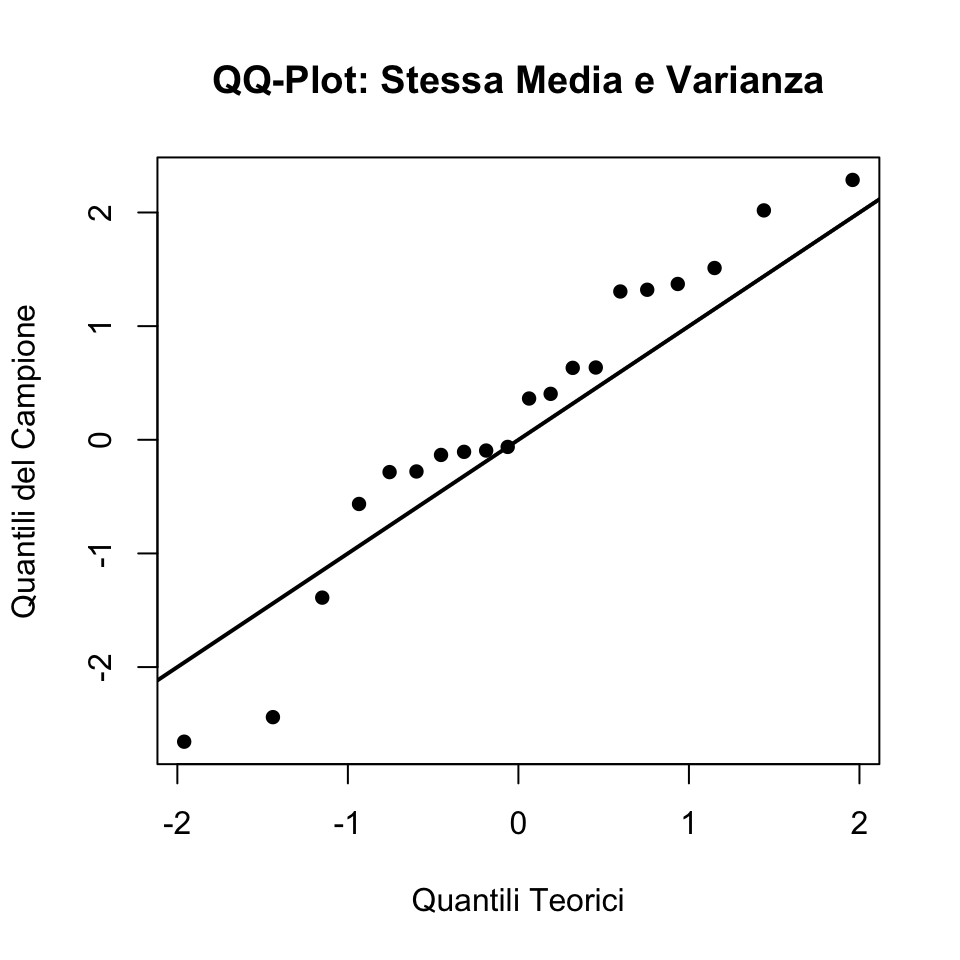 QQ-Plot: Stessa Media e Varianza
Quantili del Campione
2
1
0
-1
-2
-2 -1 0 1 2
Quantili Teorici